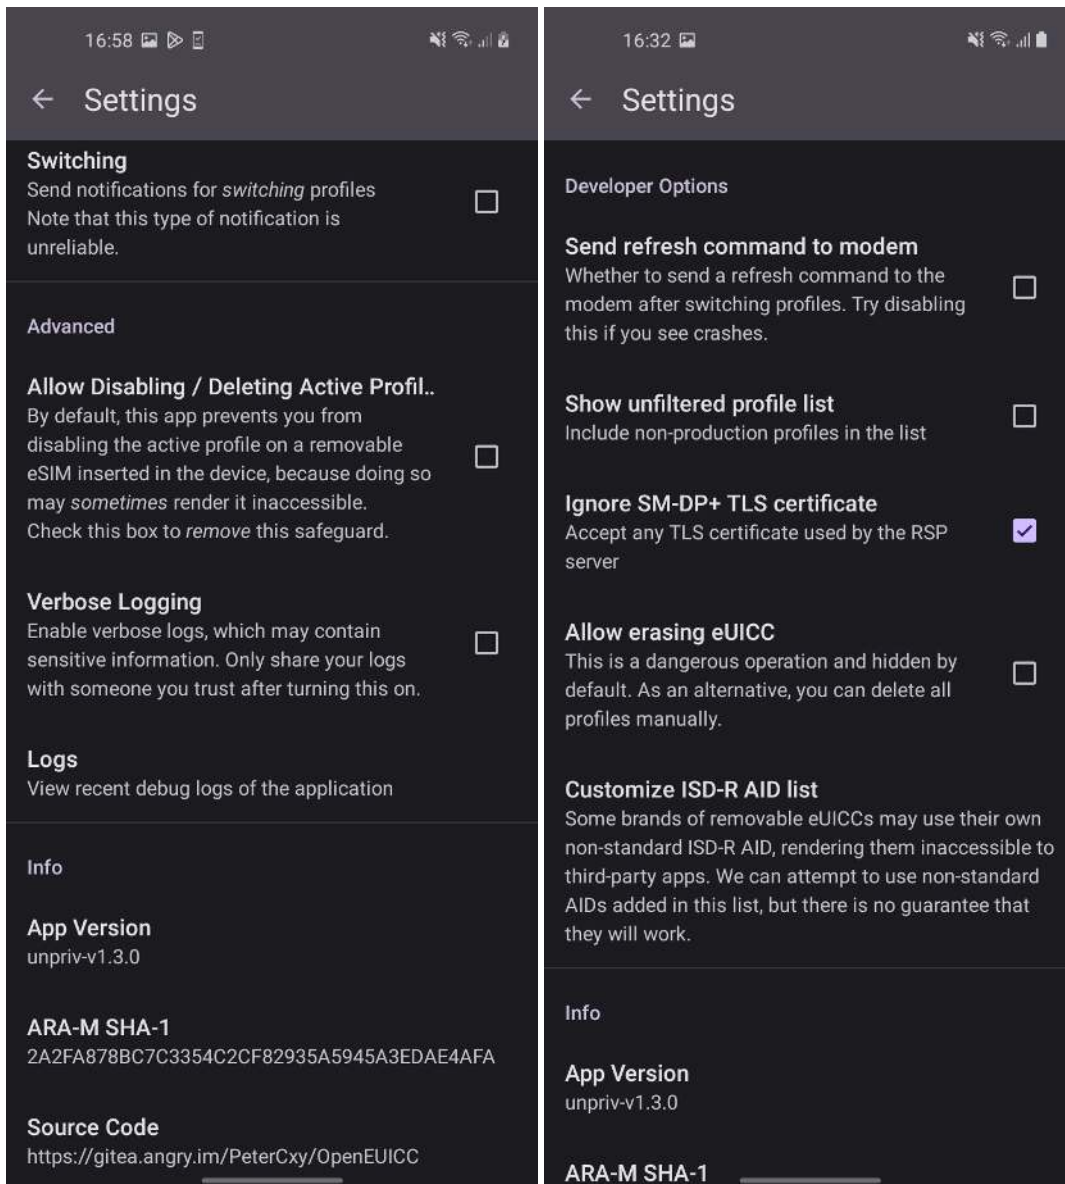 16:58
Settings
Switching
Send notifications for switching profiles
Note that this type of notification is
unreliable.
Advanced
Allow Disabling / Deleting Active Profil..
By default, this app prevents you from
disabling the active profile on a removable
eSIM inserted in the device, because doing so
may sometimes render it inaccessible.
Check this box to remove this safeguard.
Verbose Logging
Enable verbose logs, which may contain
sensitive information. Only share your logs
with someone you trust after turning this on.
Logs
View recent debug logs of the application
Info
App Version
unpriv-v1.3.0
ARA-M SHA-1
2A2FA878BC7C3354C2CF82935A5945A3EDAE4AFA
Source Code
https://gitea.angry.im/PeterCxy/OpenEUICC
16:32
Settings
Developer Options
Send refresh command to modem
Whether to send a refresh command to the
modem after switching profiles. Try disabling
this if you see crashes.
Show unfiltered profile list
Include non-production profiles in the list
Ignore SM-DP+ TLS certificate
Accept any TLS certificate used by the RSP
server
Allow erasing eUICC
This is a dangerous operation and hidden by
default. As an alternative, you can delete all
profiles manually.
Customize ISD-R AID list
Some brands of removable eUICCs may use their own
non-standard ISD-R AID, rendering them inaccessible to
third-party apps. We can attempt to use non-standard
AIDs added in this list, but there is no guarantee that
they will work.
Info
App Version
unpriv-v1.3.0
ARA-M SHA-1